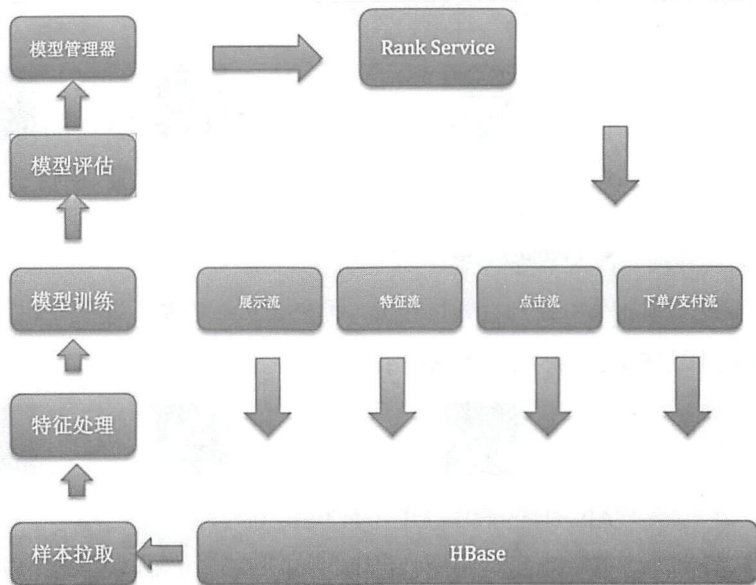 模型管理器
Rank Service
模型评估
模型训练
展示流
特征流
点击流
下单/支付流
特征处理
样本拉取
HBase